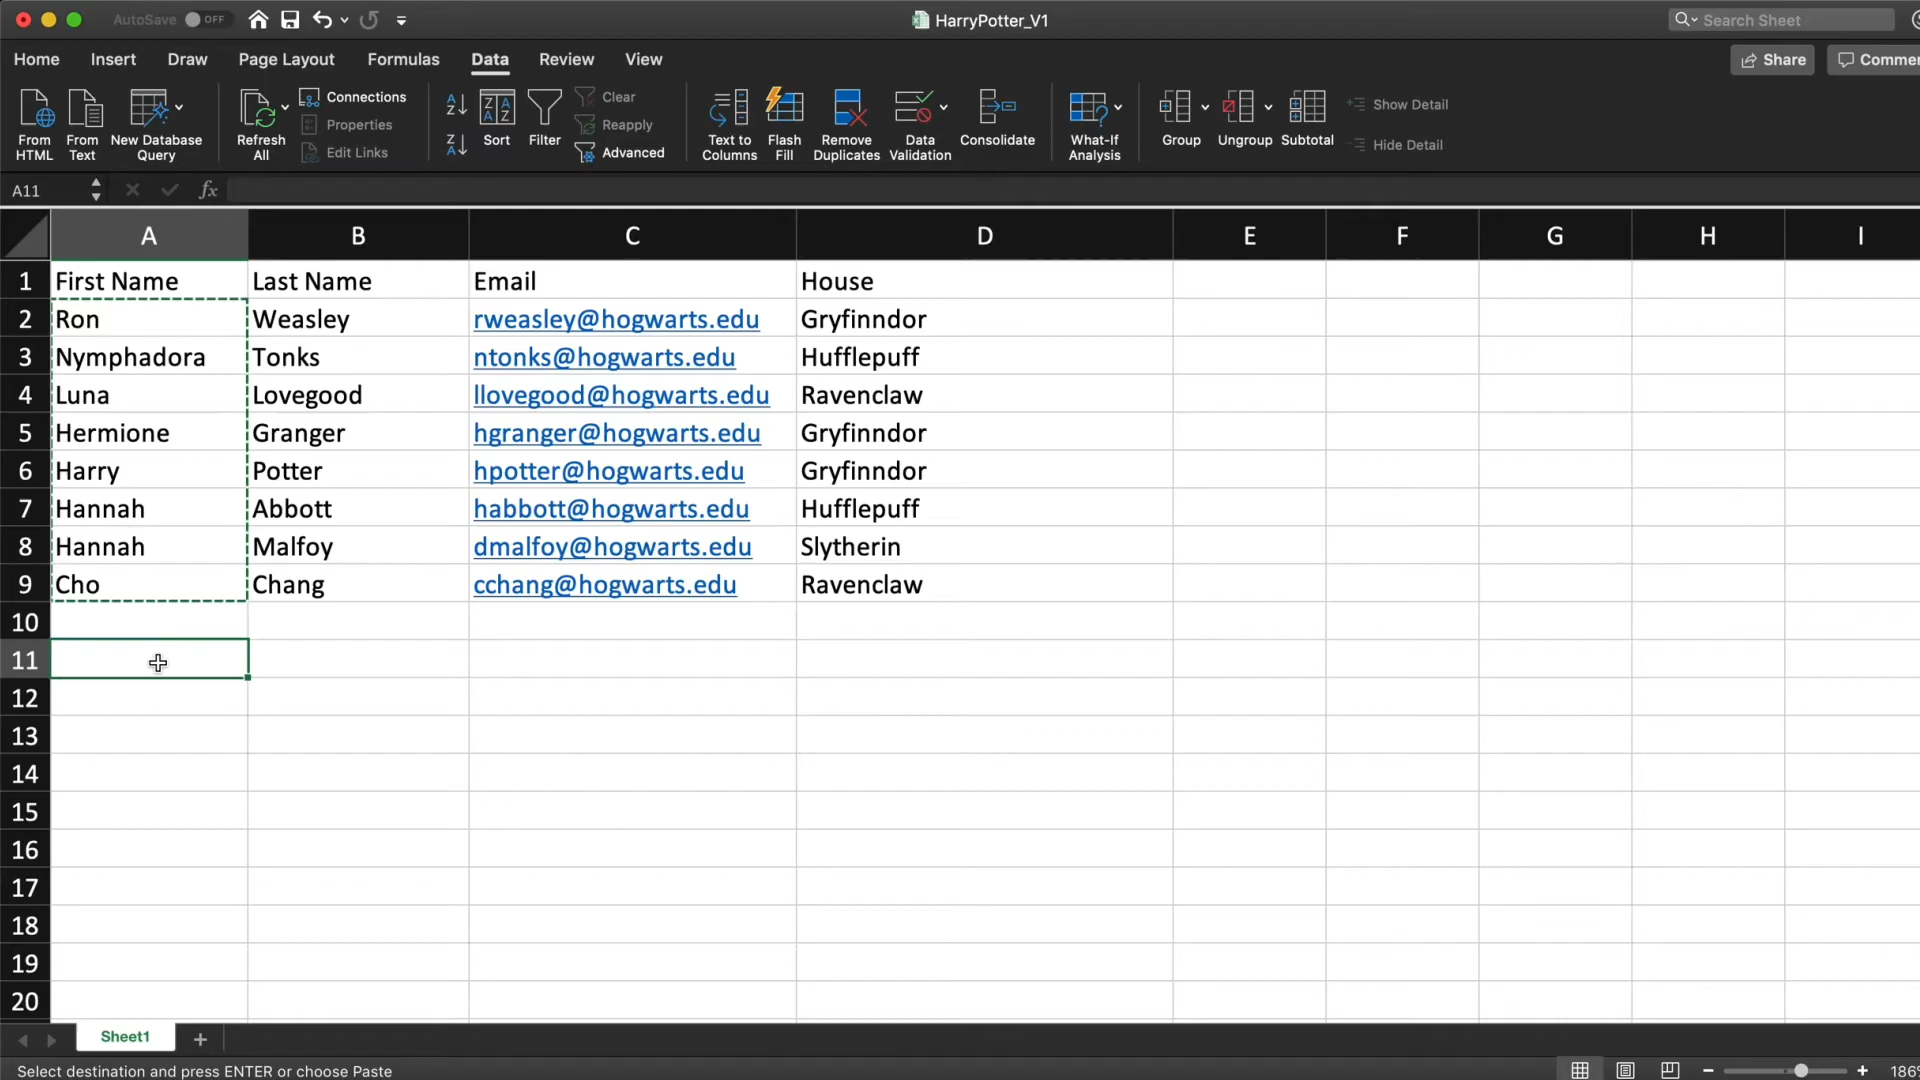 AutoSave OFF HarryPotter_V1 Search Sheet
Home Insert Draw Page Layout Formulas Data Review View Share
From HTML From Text New Database Query Refresh All Connections Properties Edit Links Sort Filter Clear Reapply Advanced Text to Columns Flash Fill Remove Duplicates Data Validation Consolidate What-If Analysis Group Ungroup Subtotal Show Detail Hide Detail
A11 fx
A B C D E F G H I
1 First Name Last Name Email House
2 Ron Weasley rweasley@hogwarts.edu Gryfinndor
3 Nymphadora Tonks ntonks@hogwarts.edu Hufflepuff
4 Luna Lovegood llovegood@hogwarts.edu Ravenclaw
5 Hermione Granger hgranger@hogwarts.edu Gryfinndor
6 Harry Potter hpotter@hogwarts.edu Gryfinndor
7 Hannah Abbott habbott@hogwarts.edu Hufflepuff
8 Hannah Malfoy dmalfoy@hogwarts.edu Slytherin
9 Cho Chang cchang@hogwarts.edu Ravenclaw
10
11
12
13
14
15
16
17
18
19
20
Sheet1
Select destination and press ENTER or choose Paste 186%